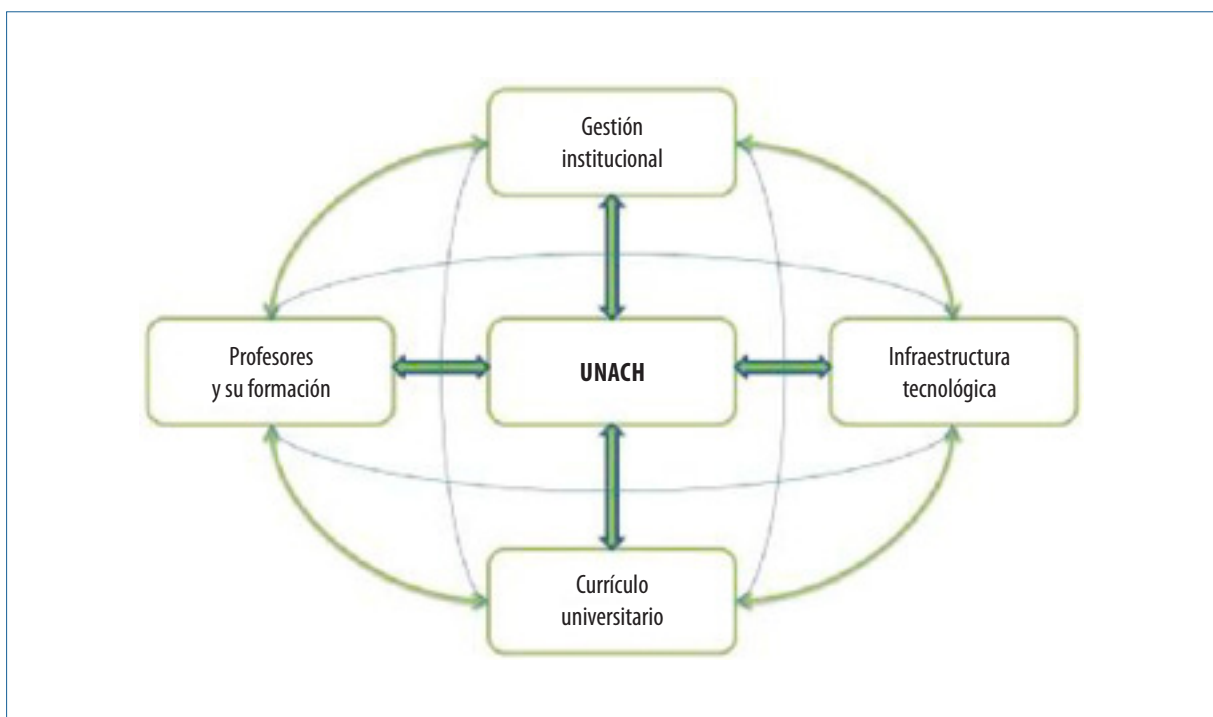 Gestión
institucional
Profesores
y su formación
UNACH
Infraestructura
tecnológica
Currículo
universitario